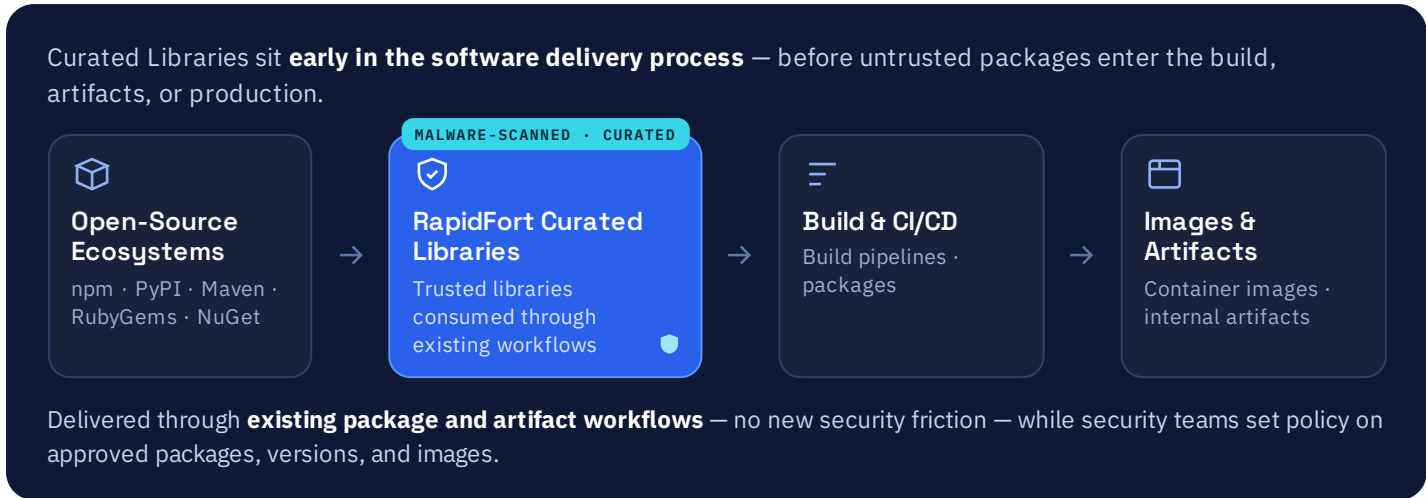 Curated Libraries sit early in the software delivery process — before untrusted packages enter the build,
artifacts, or production.
MALWARE-SCANNED · CURATED
Open-Source
Ecosystems
npm · PyPI · Maven ·
RubyGems · NuGet
RapidFort Curated
Libraries
Trusted libraries
consumed through
existing workflows
Build & CI/CD
Build pipelines ·
packages
Images &
Artifacts
Container images ·
internal artifacts
Delivered through existing package and artifact workflows — no new security friction — while security teams set policy on
approved packages, versions, and images.